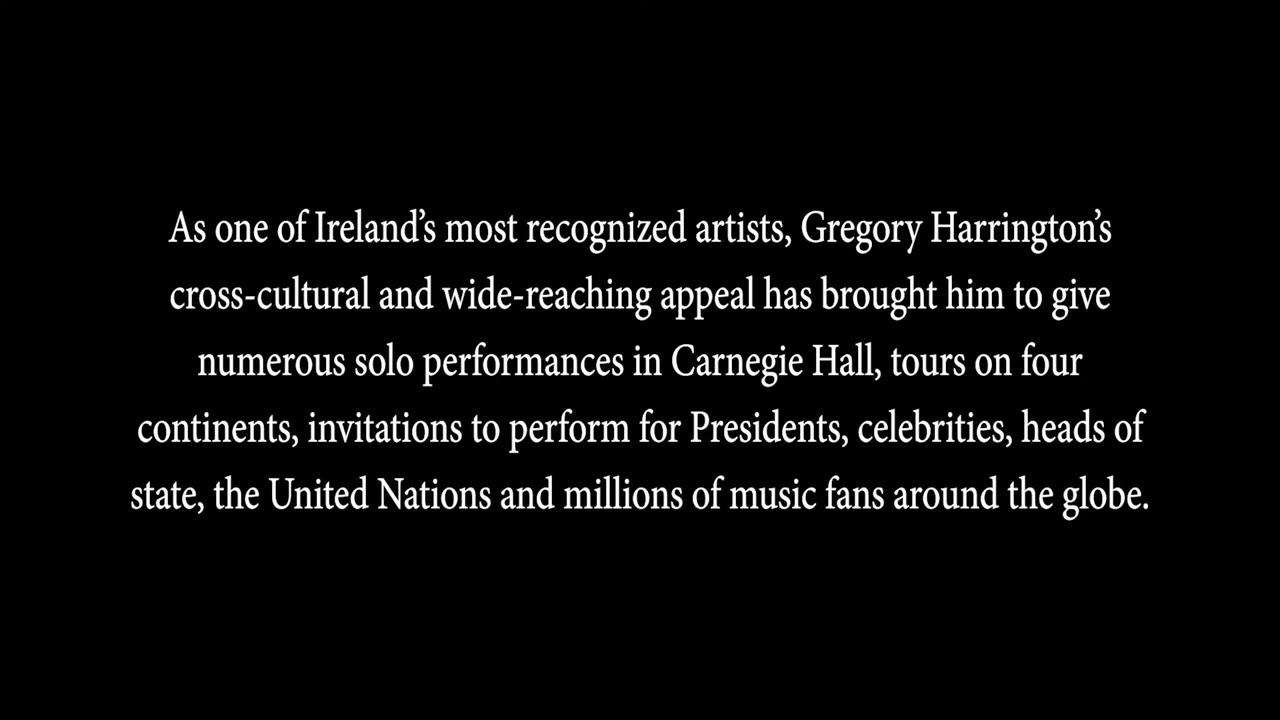 As one of Ireland’s most recognized artists, Gregory Harrington’s
cross-cultural and wide-reaching appeal has brought him to give
numerous solo performances in Carnegie Hall, tours on four
continents, invitations to perform for Presidents, celebrities, heads of
state, the United Nations and millions of music fans around the globe.